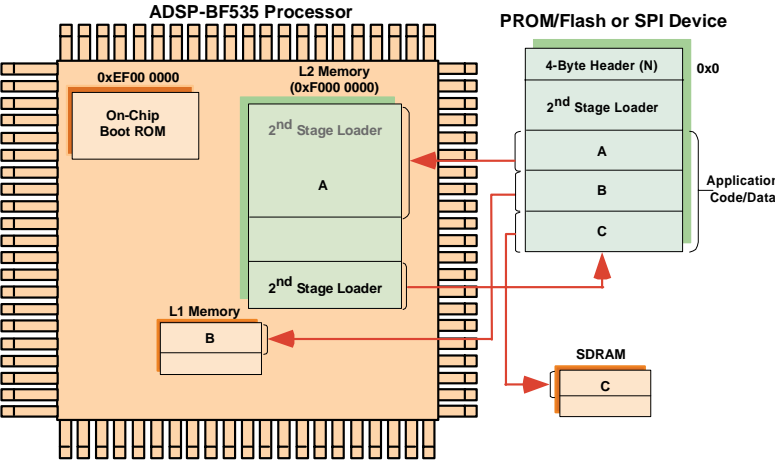 ADSP-BF535 Processor
PROM/Flash or SPI Device
0xEF00 0000
On-Chip
Boot ROM
L2 Memory
(0xF000 0000)
2nd Stage Loader
A
2nd Stage Loader
L1 Memory
B
4-Byte Header (N)
0x0
2nd Stage Loader
A
B
C
Application
Code/Data
SDRAM
C